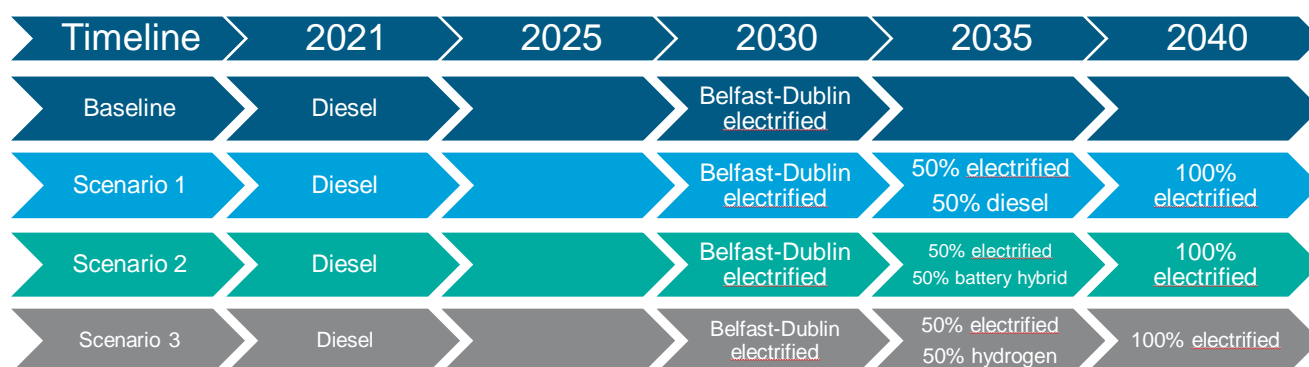 Timeline 2021 2025 2030 2035 2040
Baseline Diesel Belfast-Dublin
electrified
Scenario 1 Diesel Belfast-Dublin
electrified
50% electrified
50% diesel
100%
electrified
Scenario 2 Diesel Belfast-Dublin
electrified
50% electrified
50% battery hybrid
100%
electrified
Scenario 3 Diesel Belfast-Dublin
electrified
50% electrified
50% hydrogen
100% electrified